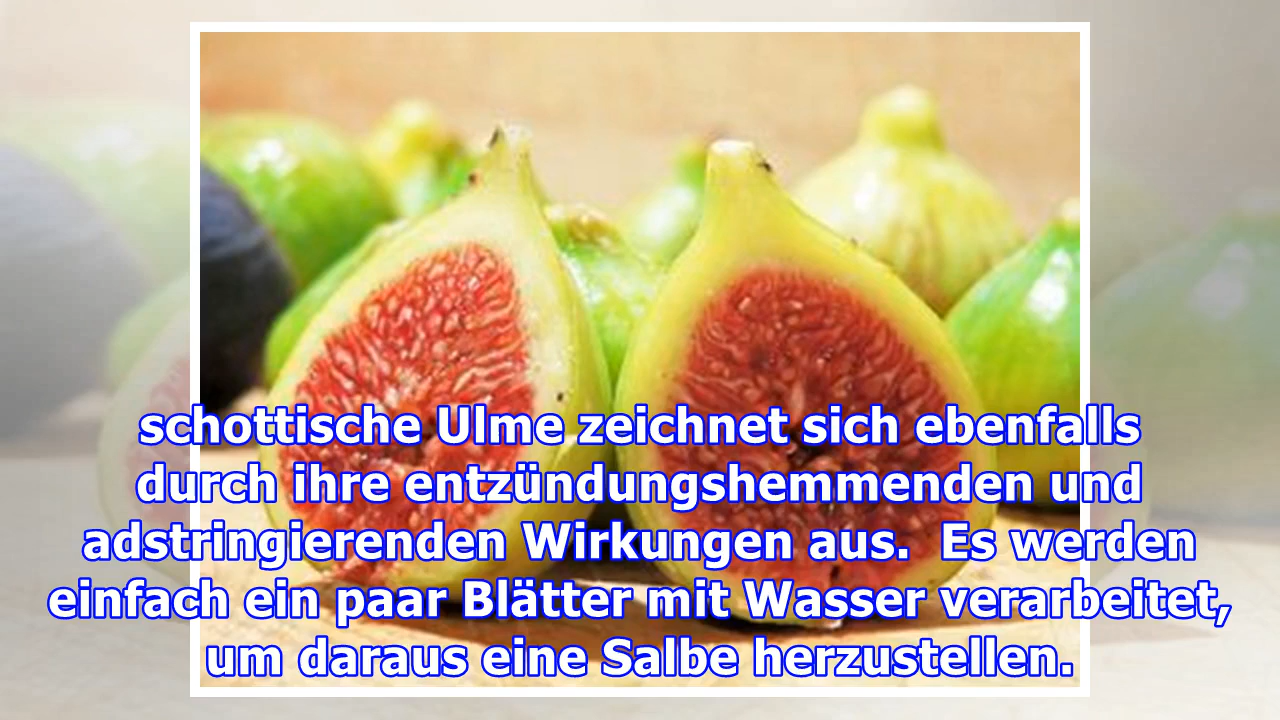 schottische Ulme zeichnet sich ebenfalls
durch ihre entzündungshemmenden und
adstringierenden Wirkungen aus.  Es werden
einfach ein paar Blätter mit Wasser verarbeitet,
um daraus eine Salbe herzustellen.